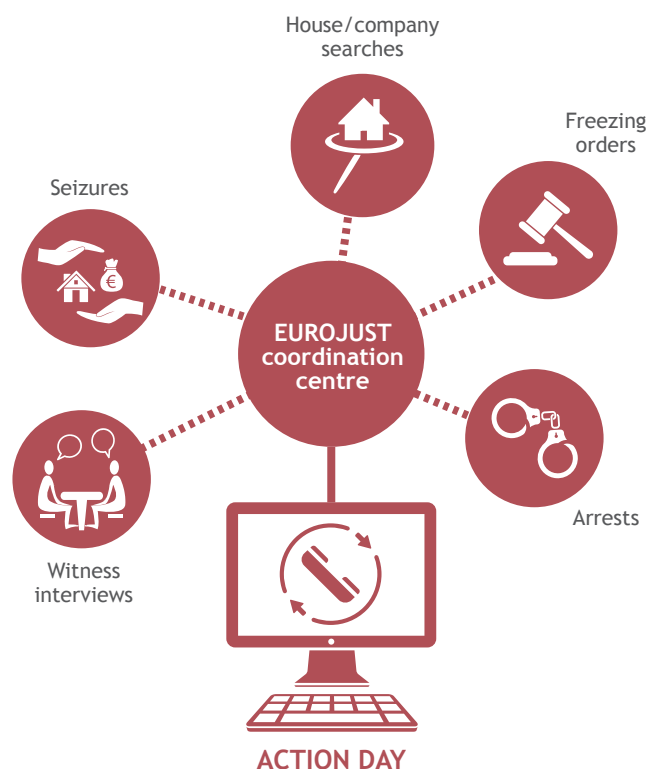 House/company
searches
Freezing
orders
Seizures
EUROJUST
coordination
centre
€
Arrests
Witness
interviews
ACTION DAY